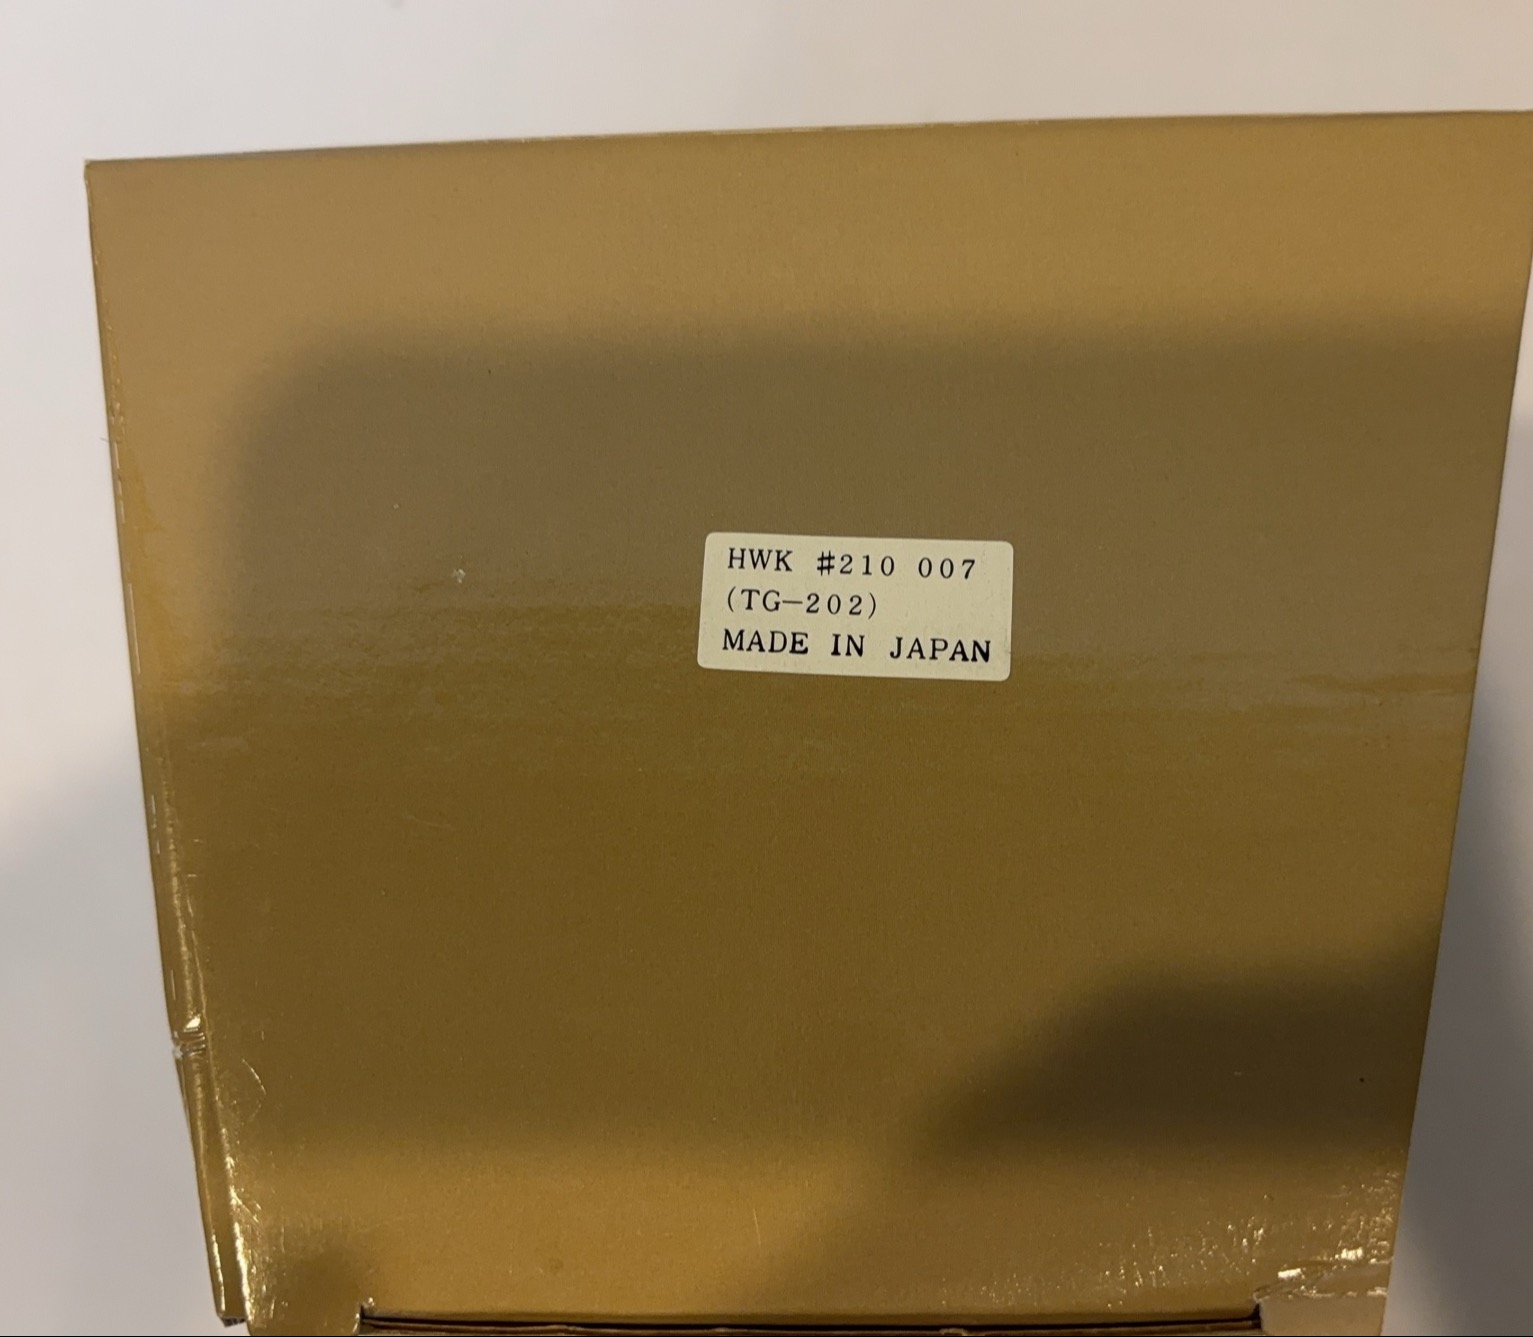 HWK #210 007
(TG-202)
MADE IN JAPAN